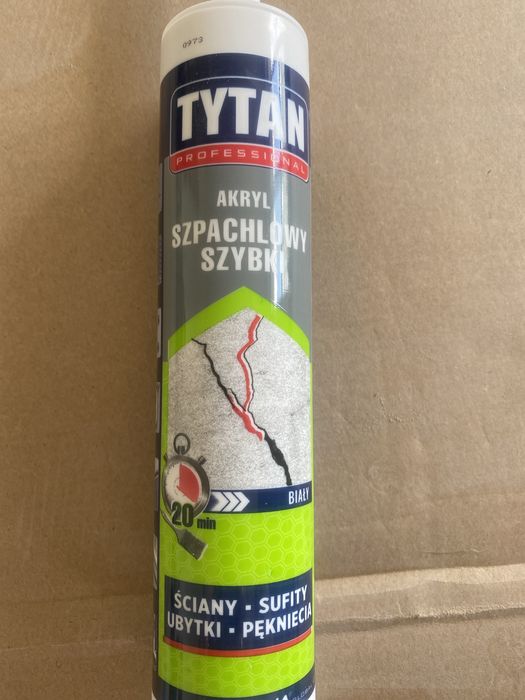 0973
TYTAN
PROFESSIONAL
AKRYL
SZPACHLOWY
SZYBKI
20 min
BIAŁY
ŚCIANY - SUFITY
UBYTKI - PĘKNIĘCIA